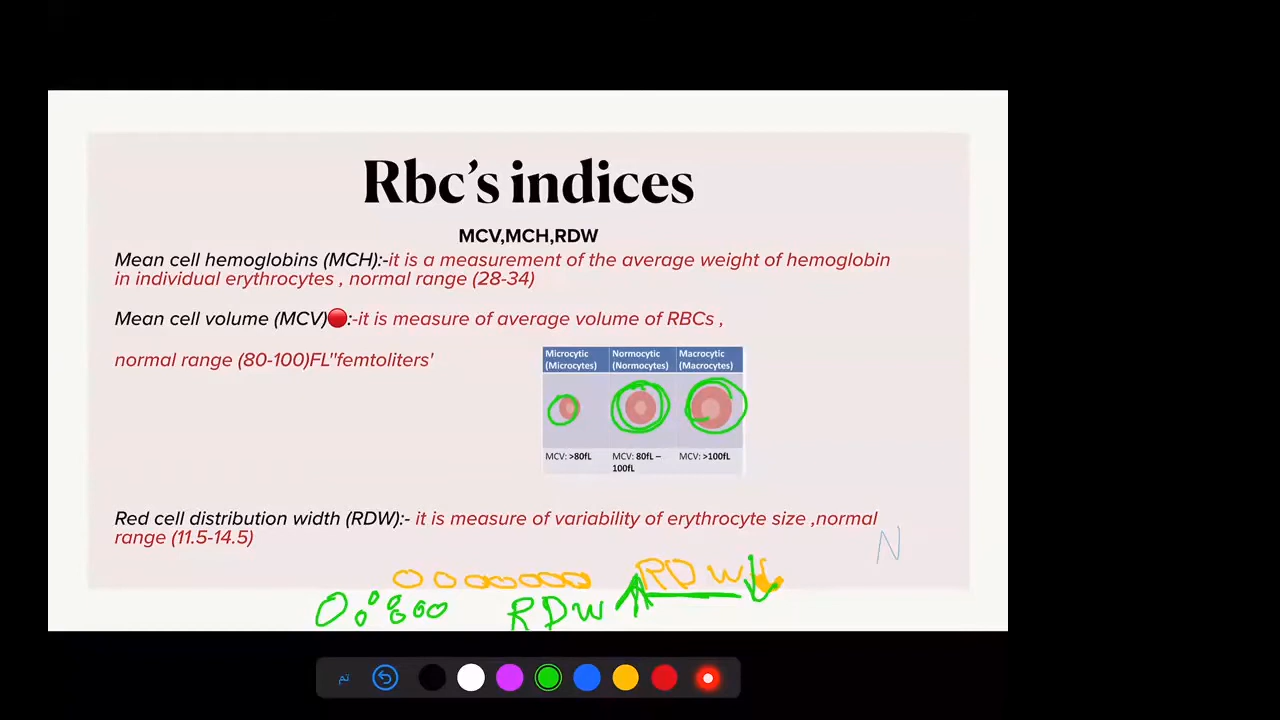 Rbc's indices
MCV,MCH,RDW
Mean cell hemoglobins (MCH):-it is a measurement of the average weight of hemoglobin
in individual erythrocytes , normal range (28-34)
Mean cell volume (MCV)🔴:-it is measure of average volume of RBCs ,
normal range (80-100)FL"femtoliters'
Microcytic Normocytic Macrocytic
(Microcytes) (Normocytes) (Macrocytes)
MCV: >80fL MCV: 80fL – MCV: >100fL
100fL
Red cell distribution width (RDW):- it is measure of variability of erythrocyte size ,normal
range (11.5-14.5)
N
RDW ↓
RDW ↑
تم